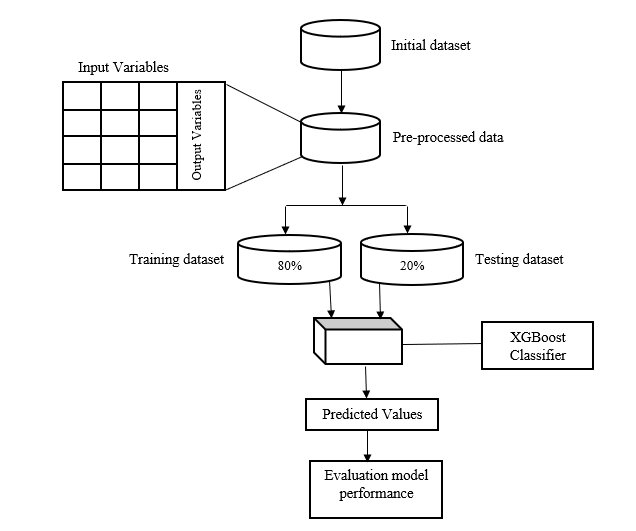 Initial dataset
Input Variables
Output Variables
Pre-processed data
Training dataset
80%
20%
Testing dataset
XGBoost
Classifier
Predicted Values
Evaluation model
performance